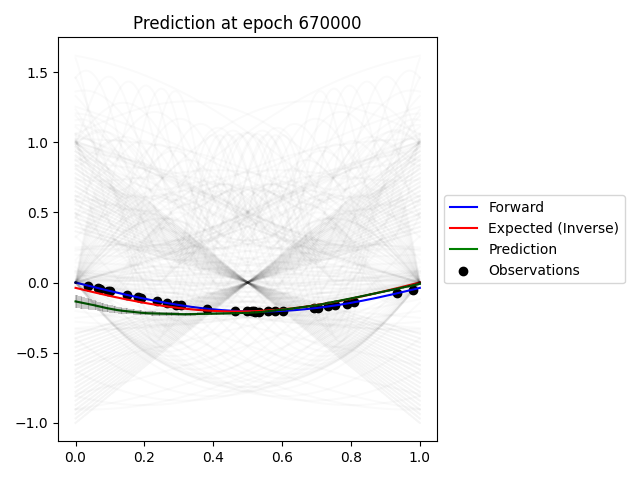 Prediction at epoch 670000
1.5
1.0
0.5
0.0
−0.5
−1.0
0.0 0.2 0.4 0.6 0.8 1.0
Forward
Expected (Inverse)
Prediction
Observations